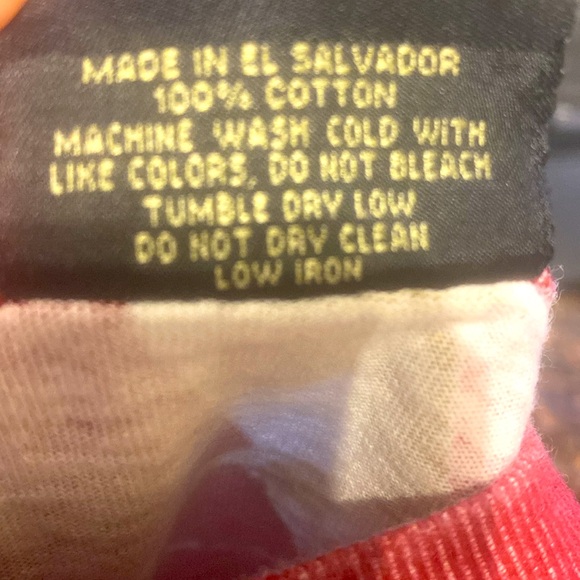 MADE IN EL SALVADOR
100% COTTON
MACHINE WASH COLD WITH
LIKE COLORS, DO NOT BLEACH
TUMBLE DRY LOW
DO NOT DRY CLEAN
LOW IRON